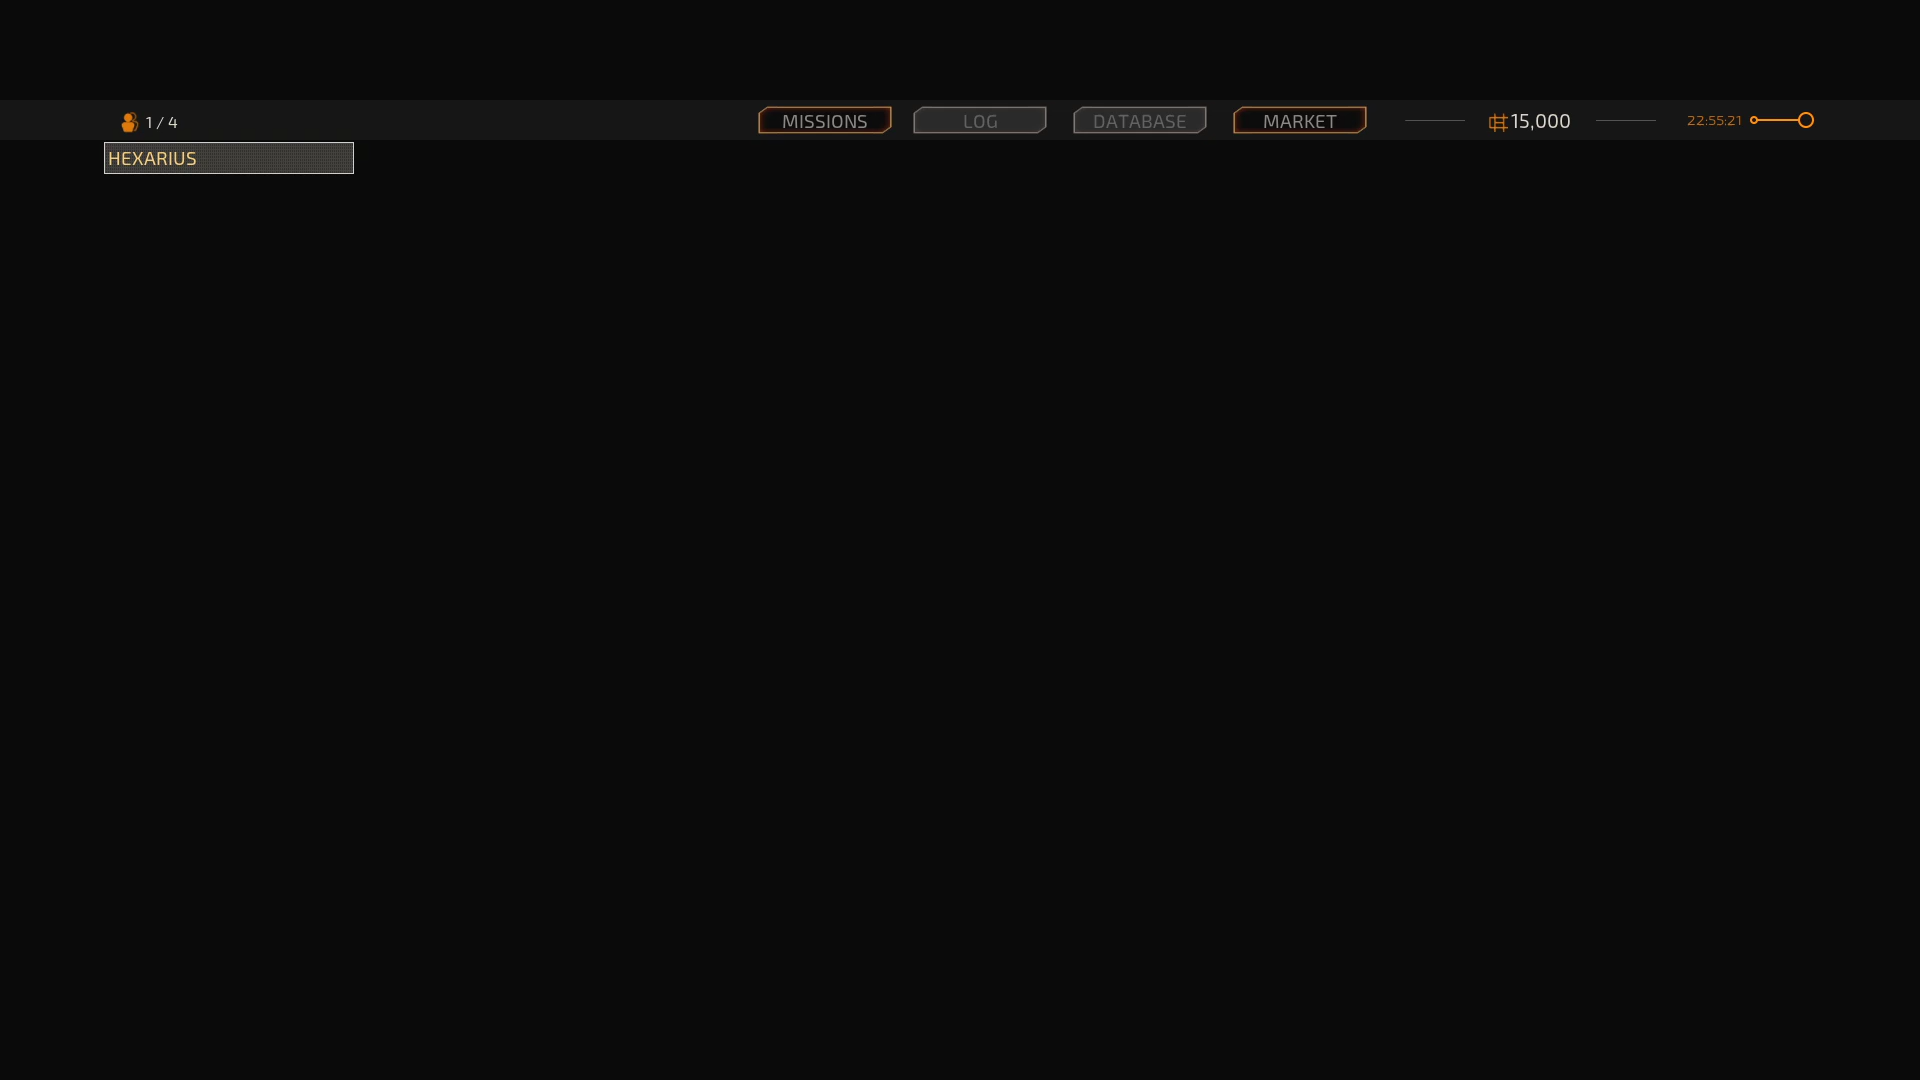 1 / 4
MISSIONS
LOG
DATABASE
MARKET
15,000
22:55:21
HEXARIUS